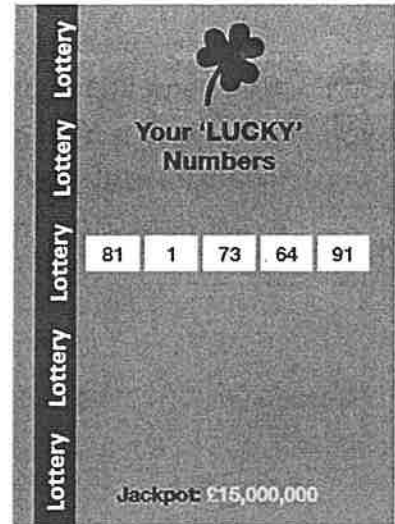 Your 'LUCKY'
Numbers
81 1 73 64 91
Jackpot: £15,000,000
Lottery Lottery Lottery Lottery Lottery